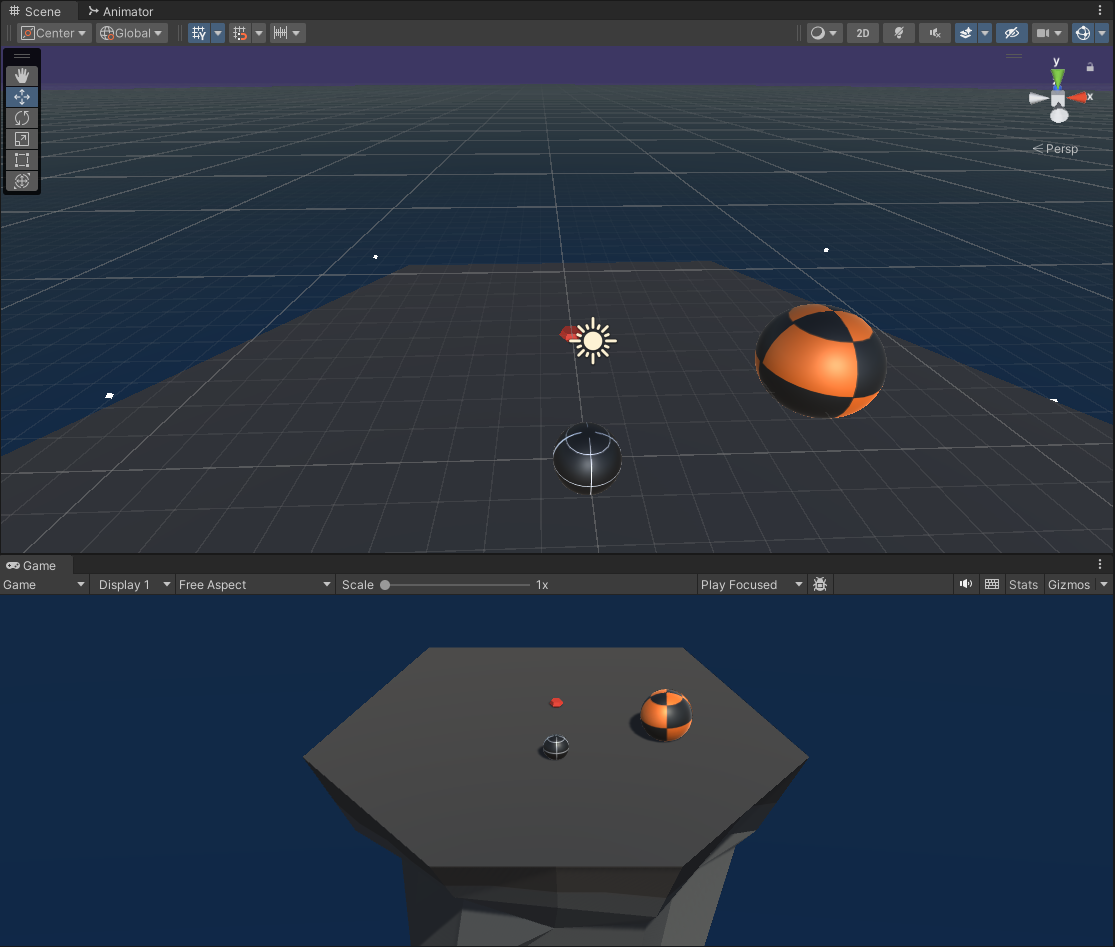 Scene Animator
Center Global 2D
y
x
< Persp
Game
Game Display 1 Free Aspect Scale 1x Play Focused Stats Gizmos